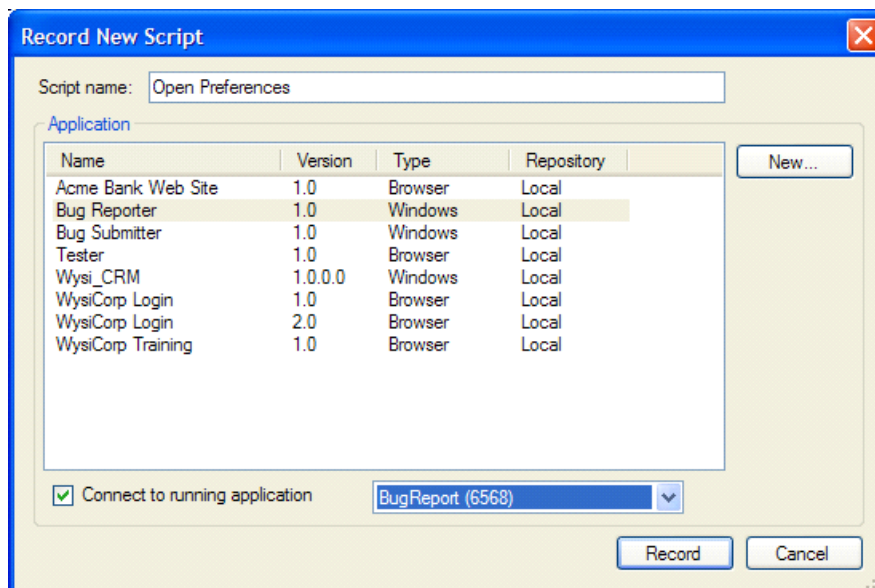 Record New Script
Script name: Open Preferences
Application
Name Version Type Repository New...
Acme Bank Web Site 1.0 Browser Local
Bug Reporter 1.0 Windows Local
Bug Submitter 1.0 Windows Local
Tester 1.0 Browser Local
Wysi_CRM 1.0.0.0 Windows Local
WysiCorp Login 1.0 Browser Local
WysiCorp Login 2.0 Browser Local
WysiCorp Training 1.0 Browser Local
Connect to running application BugReport (6568)
Record Cancel